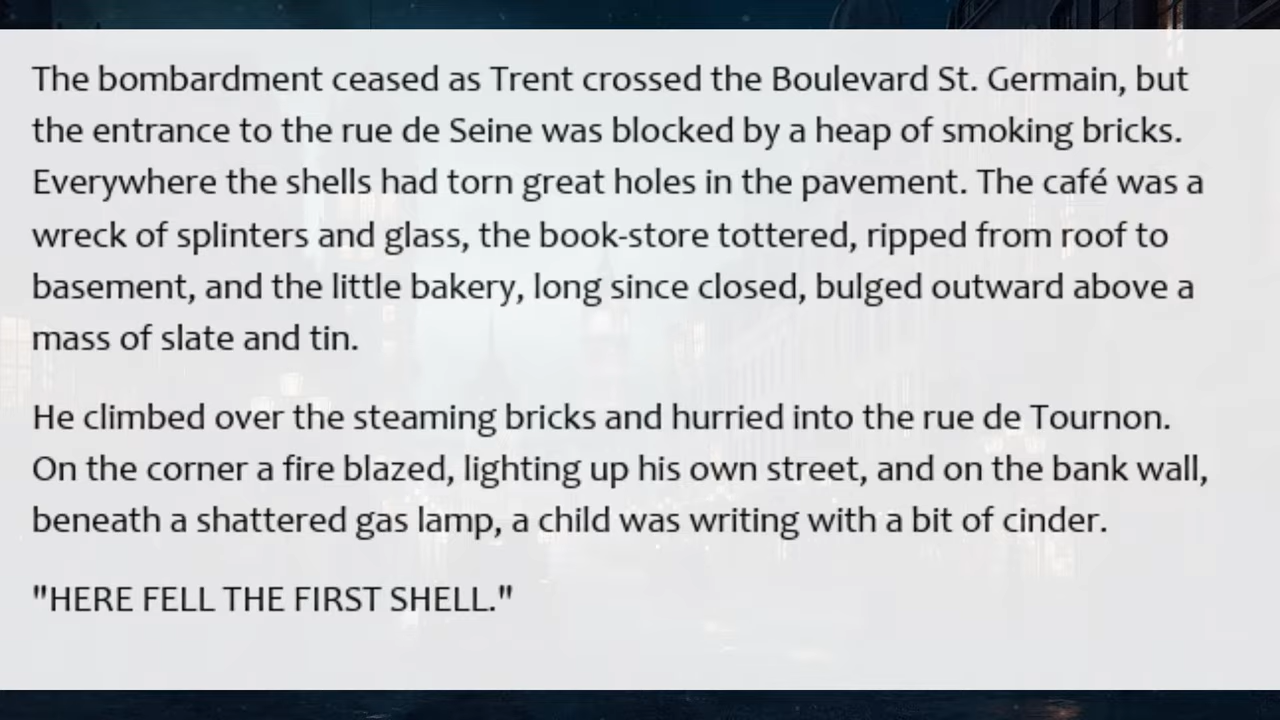 The bombardment ceased as Trent crossed the Boulevard St. Germain, but
the entrance to the rue de Seine was blocked by a heap of smoking bricks.
Everywhere the shells had torn great holes in the pavement. The café was a
wreck of splinters and glass, the book-store tottered, ripped from roof to
basement, and the little bakery, long since closed, bulged outward above a
mass of slate and tin.
He climbed over the steaming bricks and hurried into the rue de Tournon.
On the corner a fire blazed, lighting up his own street, and on the bank wall,
beneath a shattered gas lamp, a child was writing with a bit of cinder.
"HERE FELL THE FIRST SHELL."